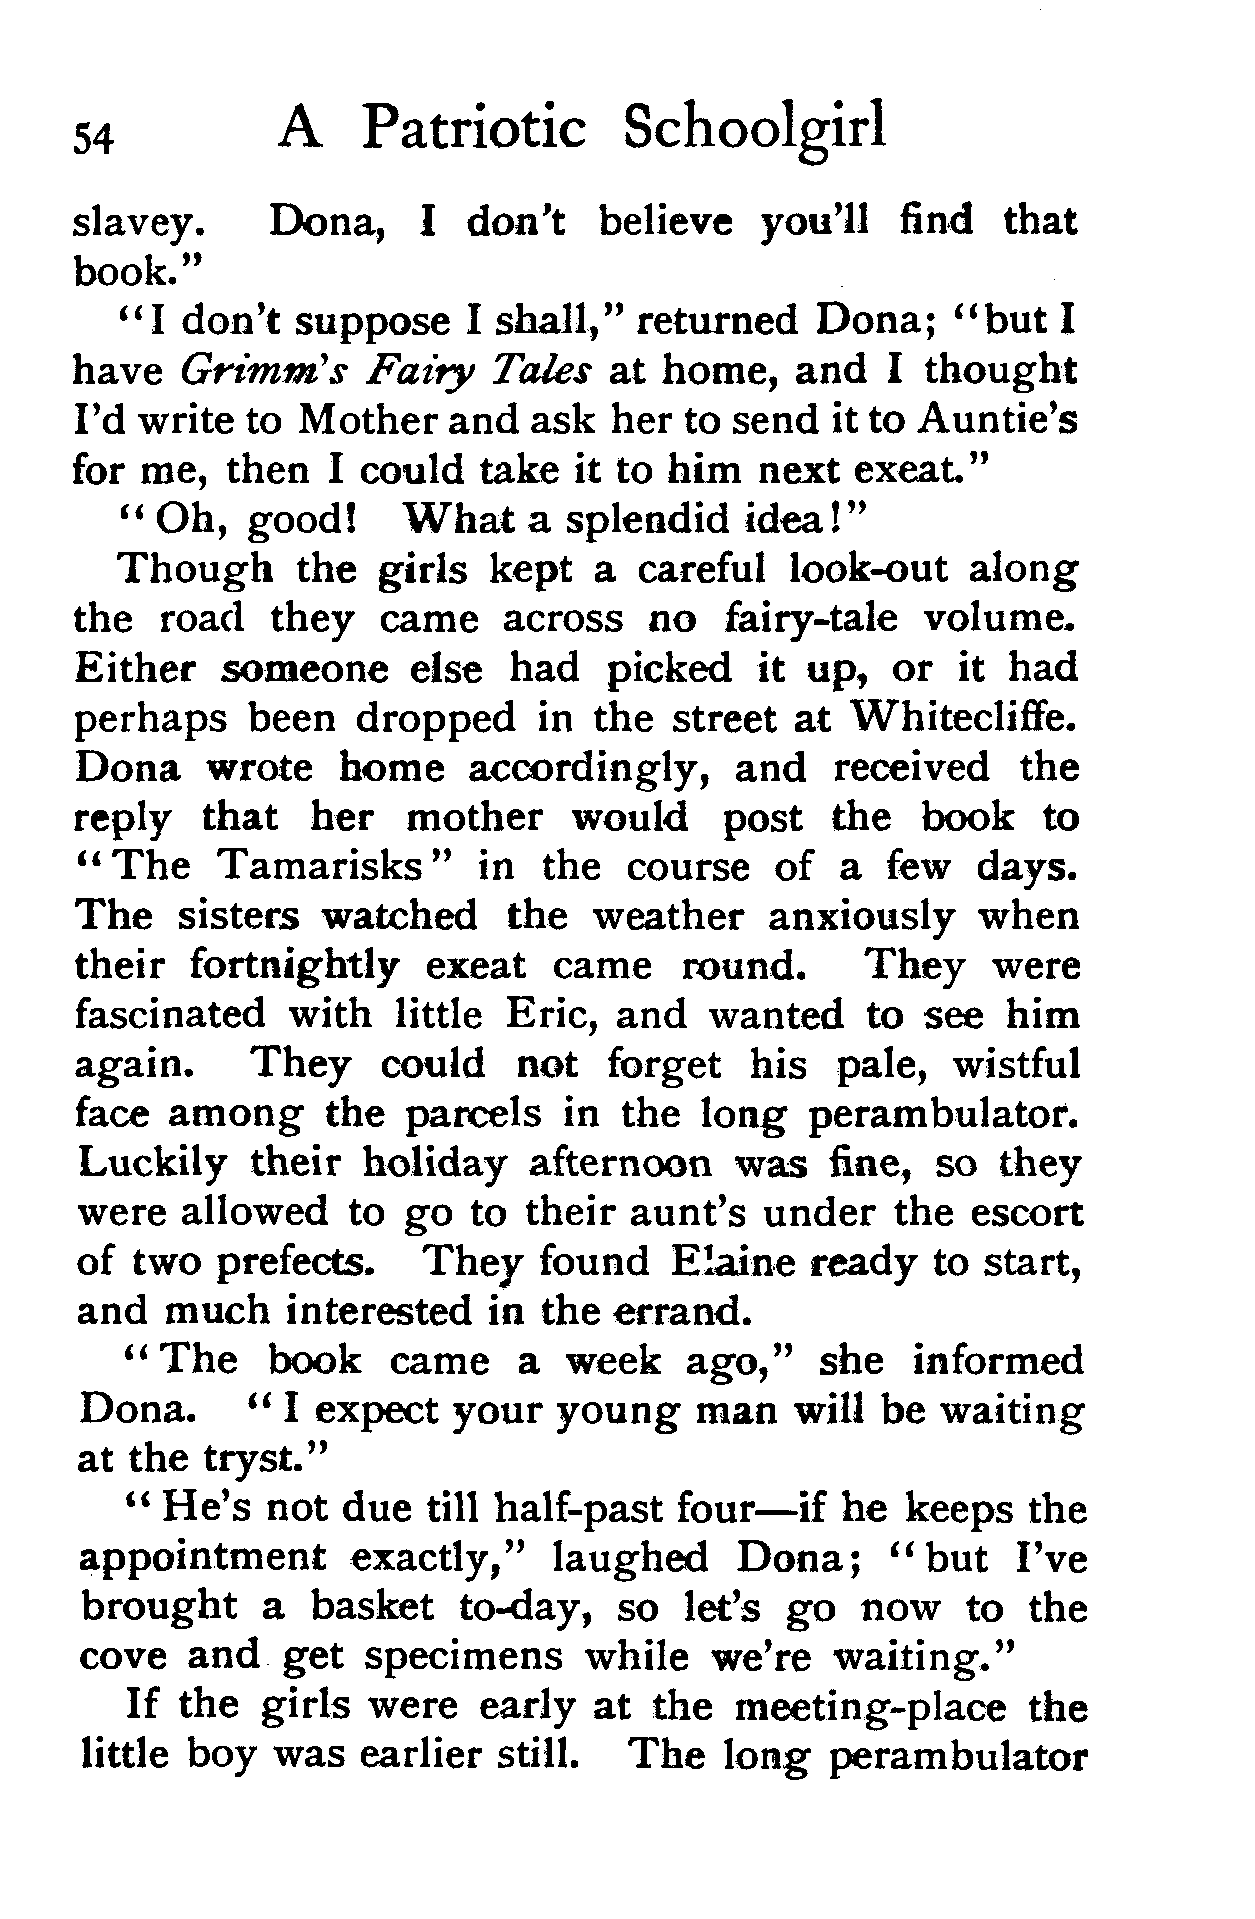 54 A Patriotic Schoolgirl
slavey. Dona, I don't believe you'll find that
book."
"I don't suppose I shall," returned Dona; "but I
have Grimm's Fairy Tales at home, and I thought
I'd write to Mother and ask her to send it to Auntie's
for me, then I could take it to him next exeat."
"Oh, good! What a splendid idea!"
Though the girls kept a careful look-out along
the road they came across no fairy-tale volume.
Either someone else had picked it up, or it had
perhaps been dropped in the street at Whitecliffe.
Dona wrote home accordingly, and received the
reply that her mother would post the book to
"The Tamarisks" in the course of a few days.
The sisters watched the weather anxiously when
their fortnightly exeat came round. They were
fascinated with little Eric, and wanted to see him
again. They could not forget his pale, wistful
face among the parcels in the long perambulator.
Luckily their holiday afternoon was fine, so they
were allowed to go to their aunt's under the escort
of two prefects. They found Elaine ready to start,
and much interested in the errand.
"The book came a week ago," she informed
Dona. "I expect your young man will be waiting
at the tryst."
"He's not due till half-past four—if he keeps the
appointment exactly," laughed Dona; "but I've
brought a basket to-day, so let's go now to the
cove and get specimens while we're waiting."
If the girls were early at the meeting-place the
little boy was earlier still. The long perambulator